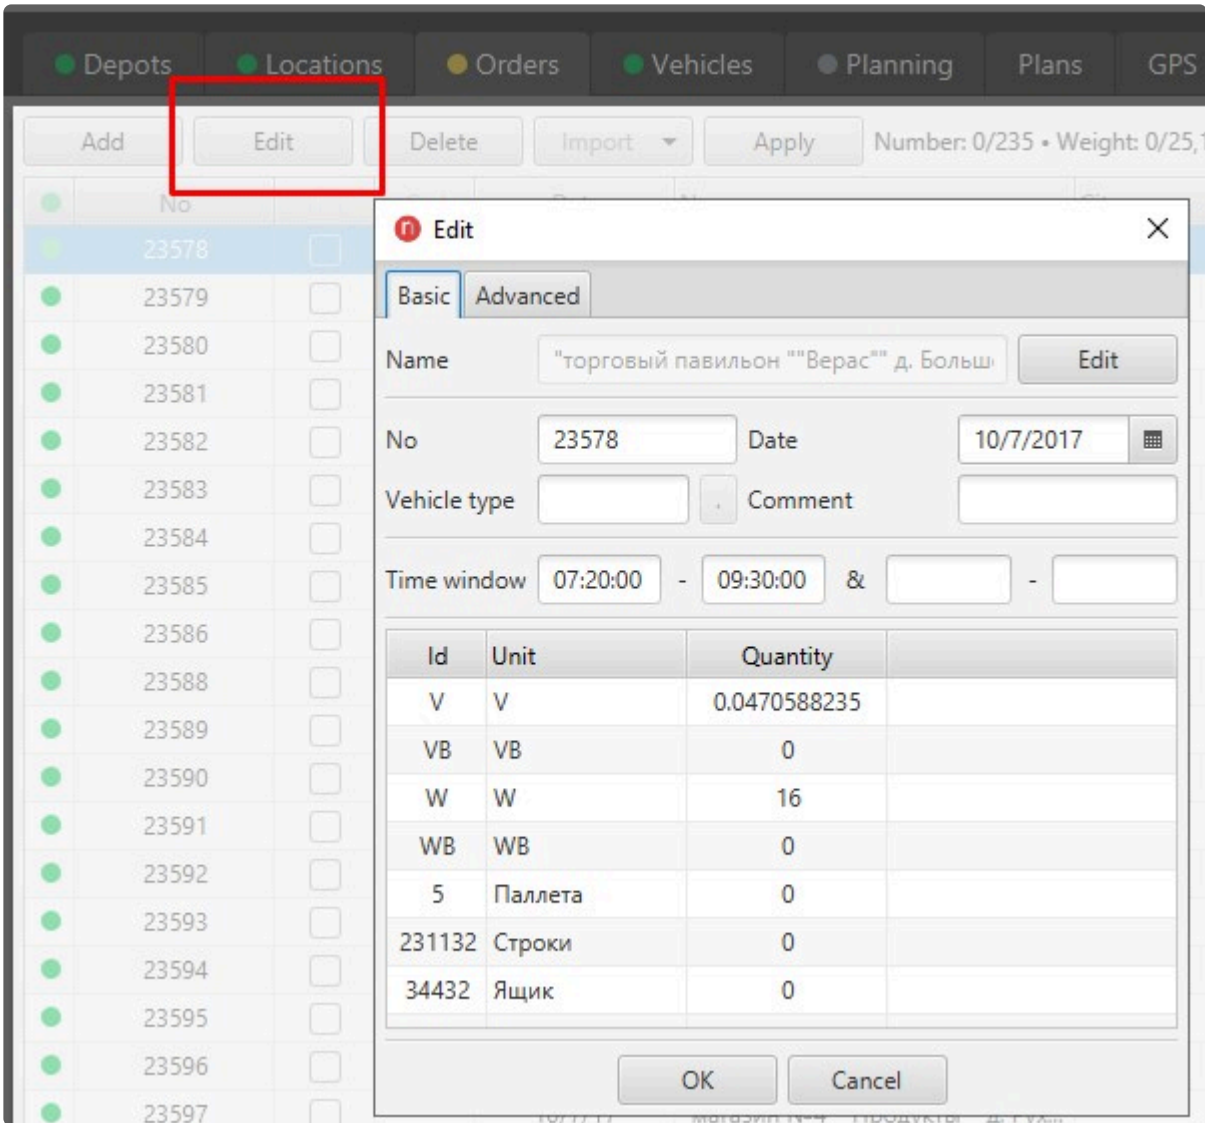 Depots Locations Orders Vehicles Planning Plans GPS
Add Edit Delete Import Apply Number: 0/235 • Weight: 0/25,1
No
23578
23579
23580
23581
23582
23583
23584
23585
23586
23588
23589
23590
23591
23592
23593
23594
23595
23596
23597
Edit
Basic Advanced
Name "торговый павильон ""Верас"" д. Больш Edit
No 23578 Date 10/7/2017
Vehicle type . Comment
Time window 07:20:00 - 09:30:00 & -
Id Unit Quantity
V V 0.0470588235
VB VB 0
W W 16
WB WB 0
5 Паллета 0
231132 Строки 0
34432 Ящик 0
OK Cancel